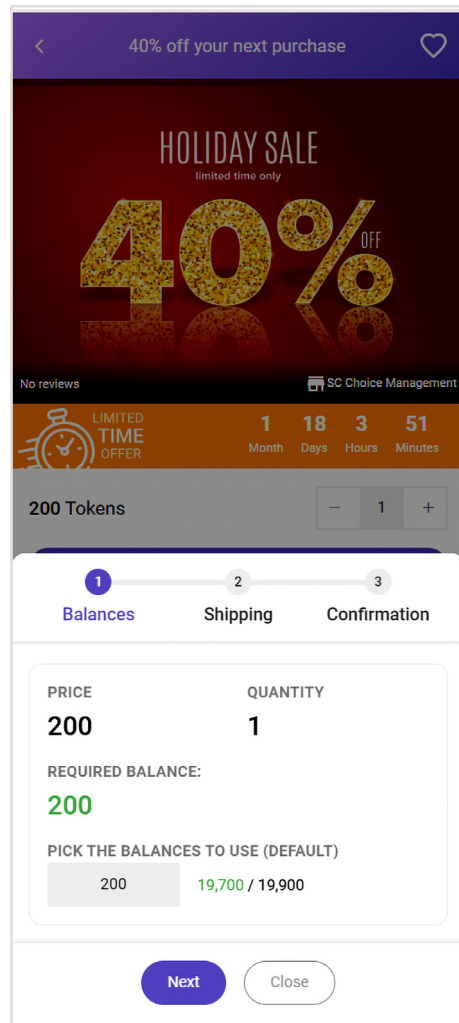 40% off your next purchase
HOLIDAY SALE
limited time only
40%
OFF
No reviews
SC Choice Management
LIMITED
TIME
OFFER
1 18 3 51
Month Days Hours Minutes
200 Tokens
− 1 +
1 2 3
Balances Shipping Confirmation
PRICE QUANTITY
200 1
REQUIRED BALANCE:
200
PICK THE BALANCES TO USE (DEFAULT)
200 19,700 / 19,900
Next Close